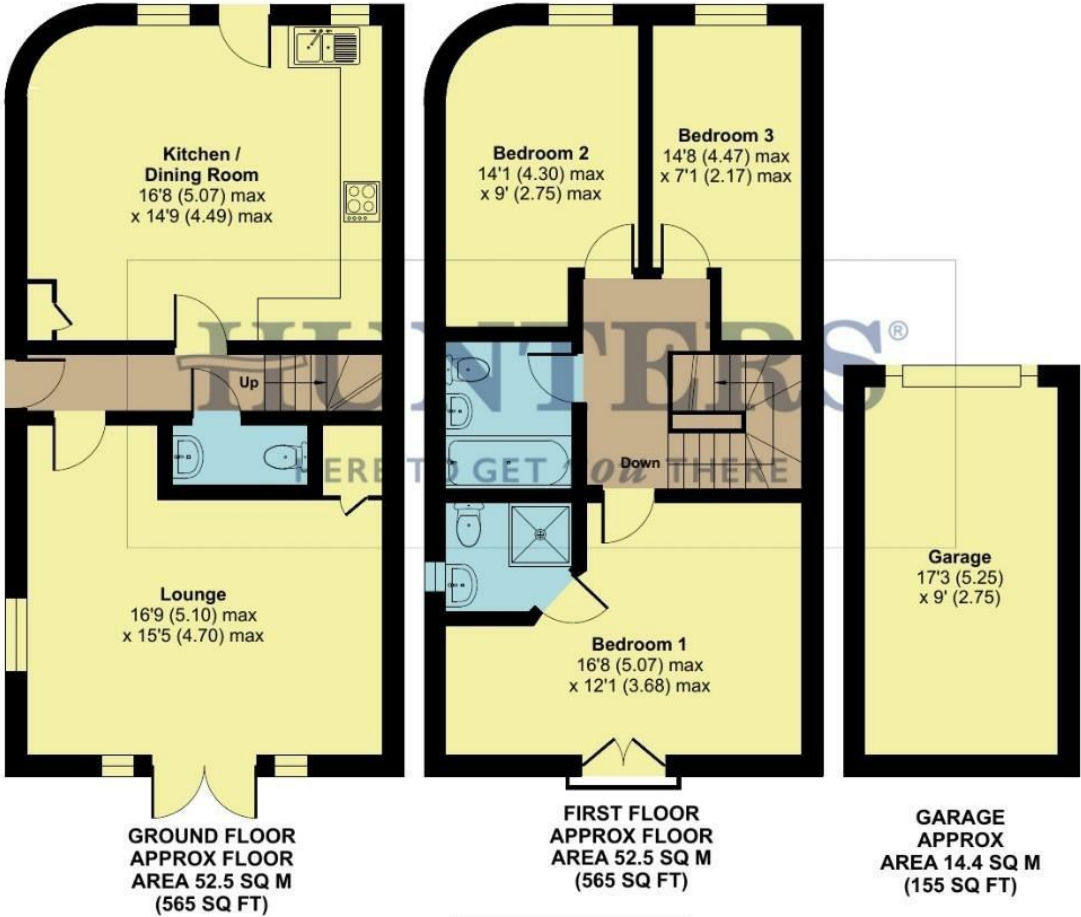 Kitchen /
Dining Room
16'8 (5.07) max
x 14'9 (4.49) max
Up
Lounge
16'9 (5.10) max
x 15'5 (4.70) max
GROUND FLOOR
APPROX FLOOR
AREA 52.5 SQ M
(565 SQ FT)
Bedroom 2
14'1 (4.30) max
x 9' (2.75) max
Bedroom 3
14'8 (4.47) max
x 7'1 (2.17) max
Down
Bedroom 1
16'8 (5.07) max
x 12'1 (3.68) max
FIRST FLOOR
APPROX FLOOR
AREA 52.5 SQ M
(565 SQ FT)
Garage
17'3 (5.25)
x 9' (2.75)
GARAGE
APPROX
AREA 14.4 SQ M
(155 SQ FT)
HUNTERS®
HERE TO GET you THERE